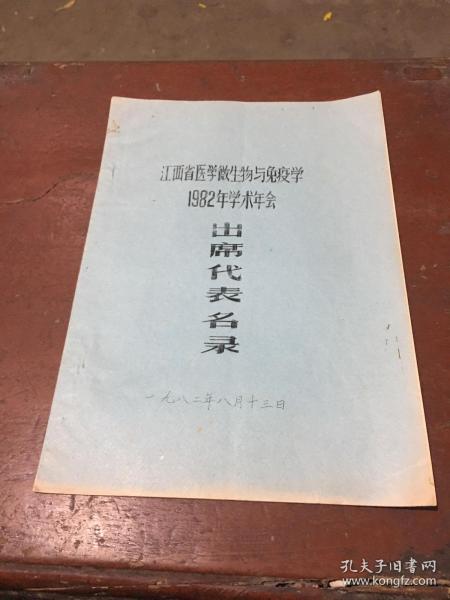 江西省医学微生物与免疫学
1982年学术年会
出席代表名录
一九八二年八月十三日
孔夫子旧书网
www.kongfz.com